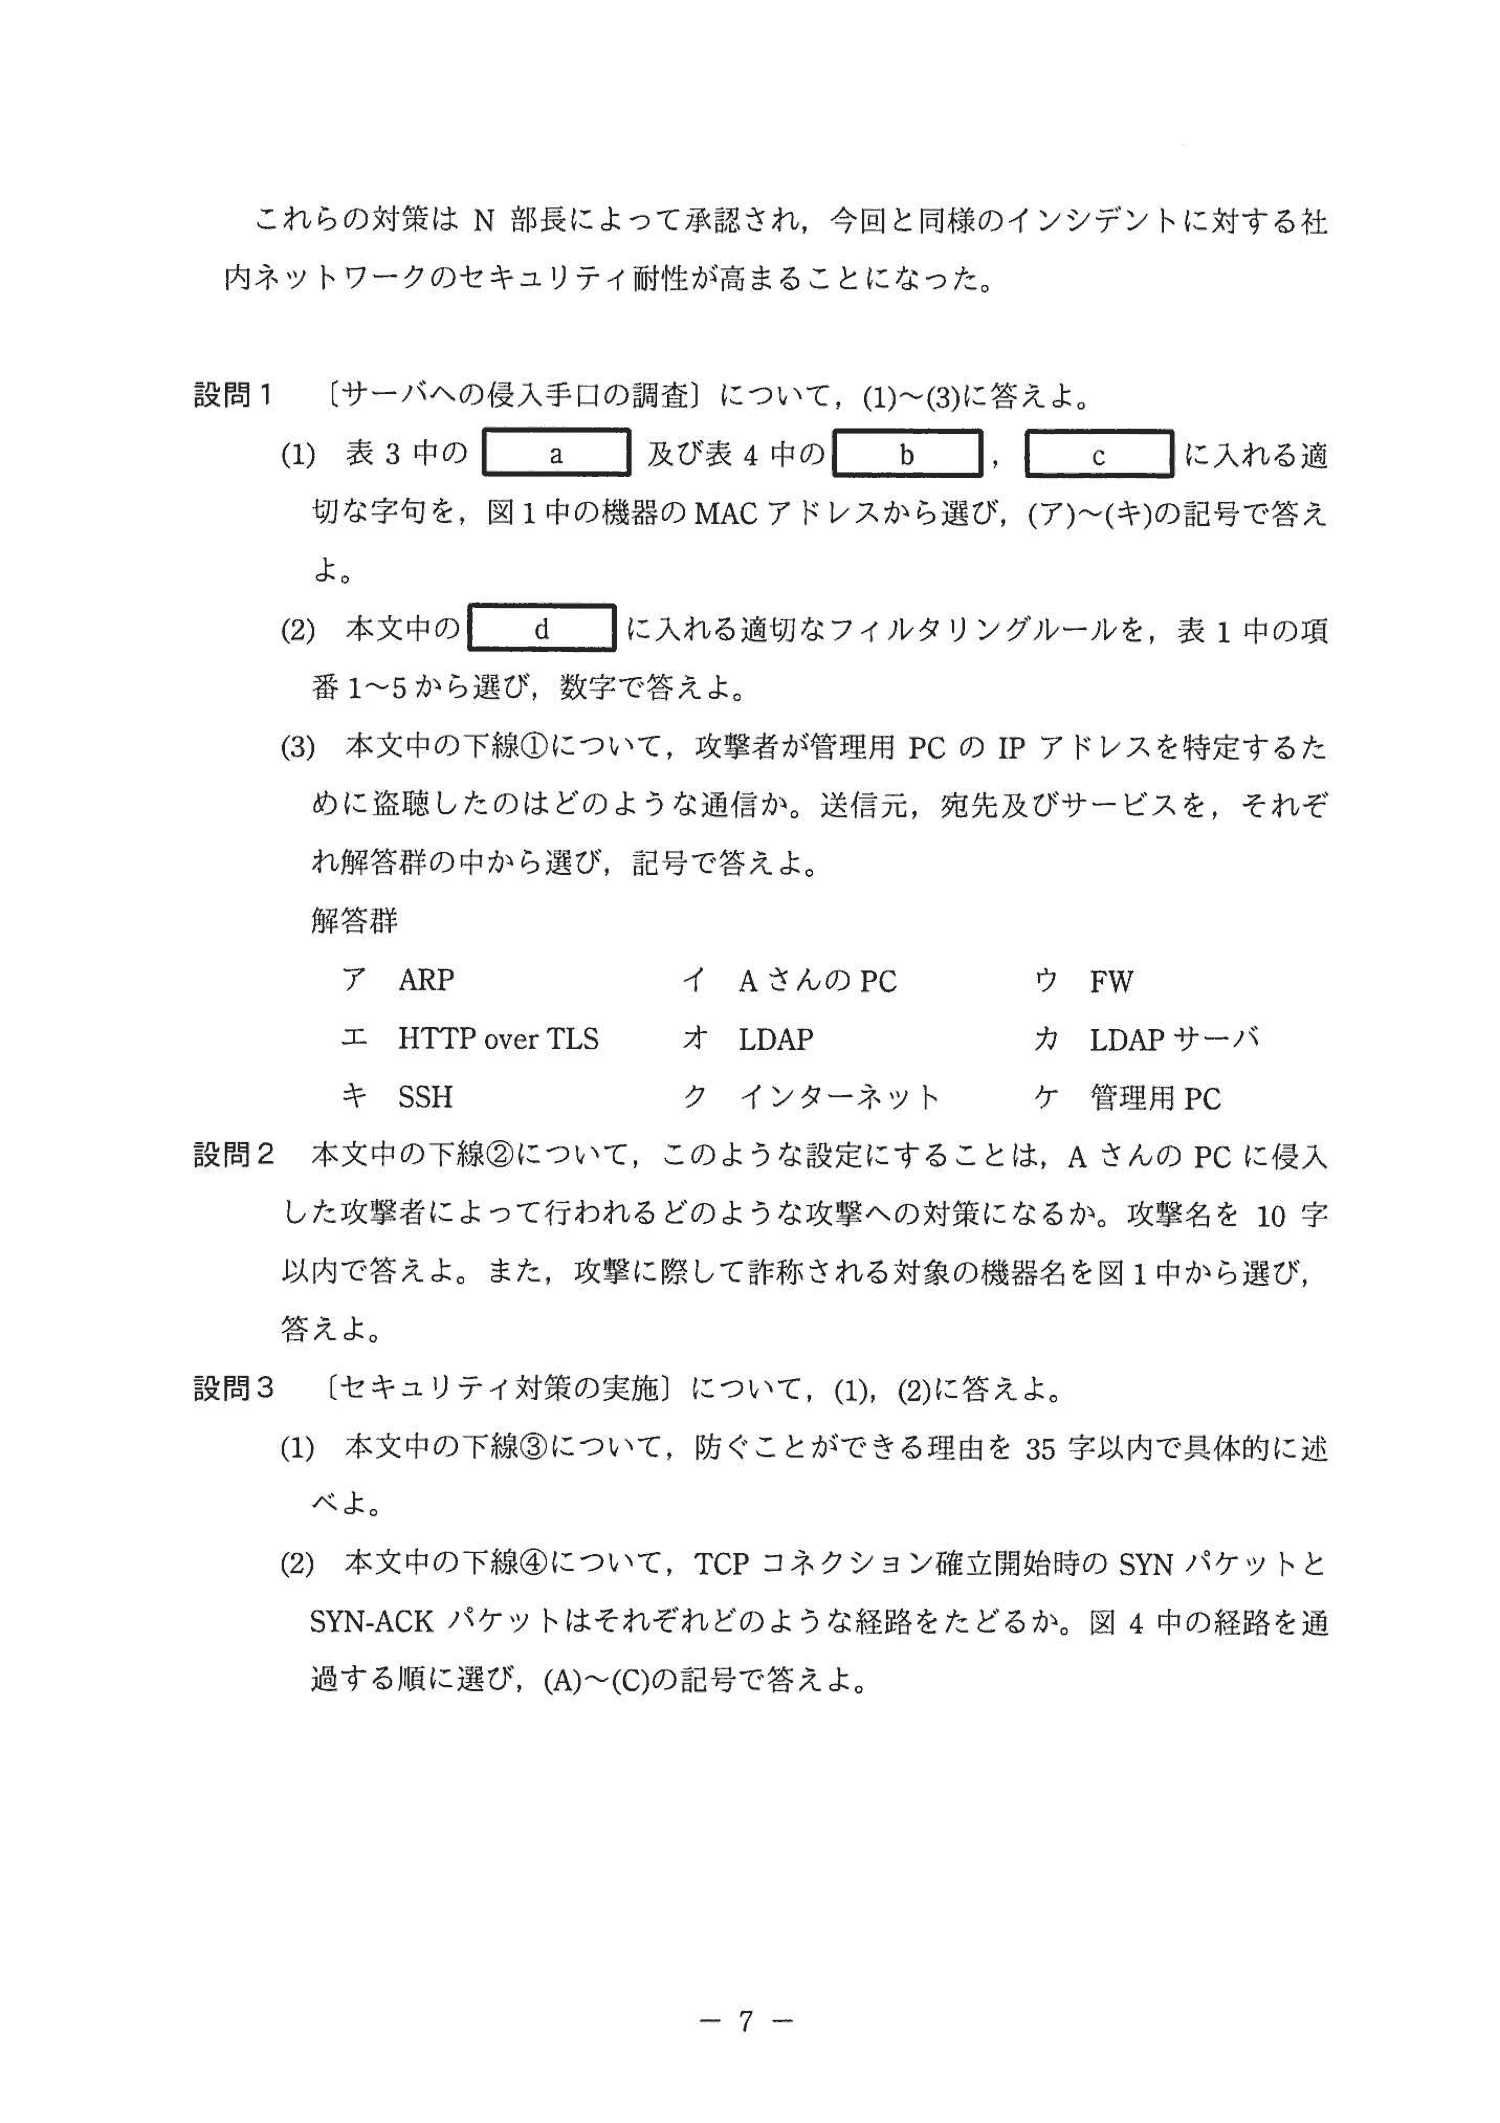 これらの対策は N 部長によって承認され，今回と同様のインシデントに対する社
内ネットワークのセキュリティ耐性が高まることになった。
設問1 〔サーバへの侵入手口の調査〕について，(1)～(3)に答えよ。
(1) 表 3 中の a 及び表 4 中の b ， c に入れる適
切な字句を，図 1 中の機器の MAC アドレスから選び，(ア)～(キ)の記号で答え
よ。
(2) 本文中の d に入れる適切なフィルタリングルールを，表 1 中の項
番 1～5 から選び，数字で答えよ。
(3) 本文中の下線①について，攻撃者が管理用 PC の IP アドレスを特定するた
めに盗聴したのはどのような通信か。送信元，宛先及びサービスを，それぞ
れ解答群の中から選び，記号で答えよ。
解答群
ア ARP イ A さんの PC ウ FW
エ HTTP over TLS オ LDAP カ LDAP サーバ
キ SSH ク インターネット ケ 管理用 PC
設問2 本文中の下線②について，このような設定にすることは，A さんの PC に侵入
した攻撃者によって行われるどのような攻撃への対策になるか。攻撃名を 10 字
以内で答えよ。また，攻撃に際して詐称される対象の機器名を図 1 中から選び，
答えよ。
設問3 〔セキュリティ対策の実施〕について，(1)，(2)に答えよ。
(1) 本文中の下線③について，防ぐことができる理由を 35 字以内で具体的に述
べよ。
(2) 本文中の下線④について，TCP コネクション確立開始時の SYN パケットと
SYN-ACK パケットはそれぞれどのような経路をたどるか。図 4 中の経路を通
過する順に選び，(A)～(C)の記号で答えよ。
－ 7 －